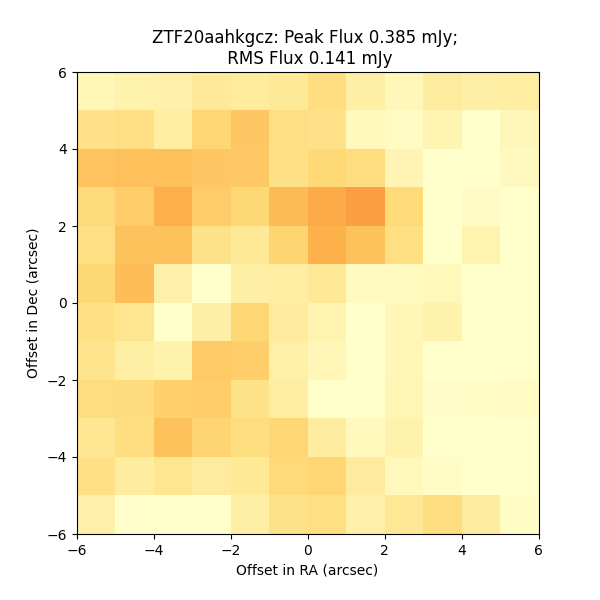 ZTF20aahkgcz: Peak Flux 0.385 mJy;
RMS Flux 0.141 mJy
6
4
2
0
−2
−4
−6
Offset in Dec (arcsec)
−6 −4 −2 0 2 4 6
Offset in RA (arcsec)